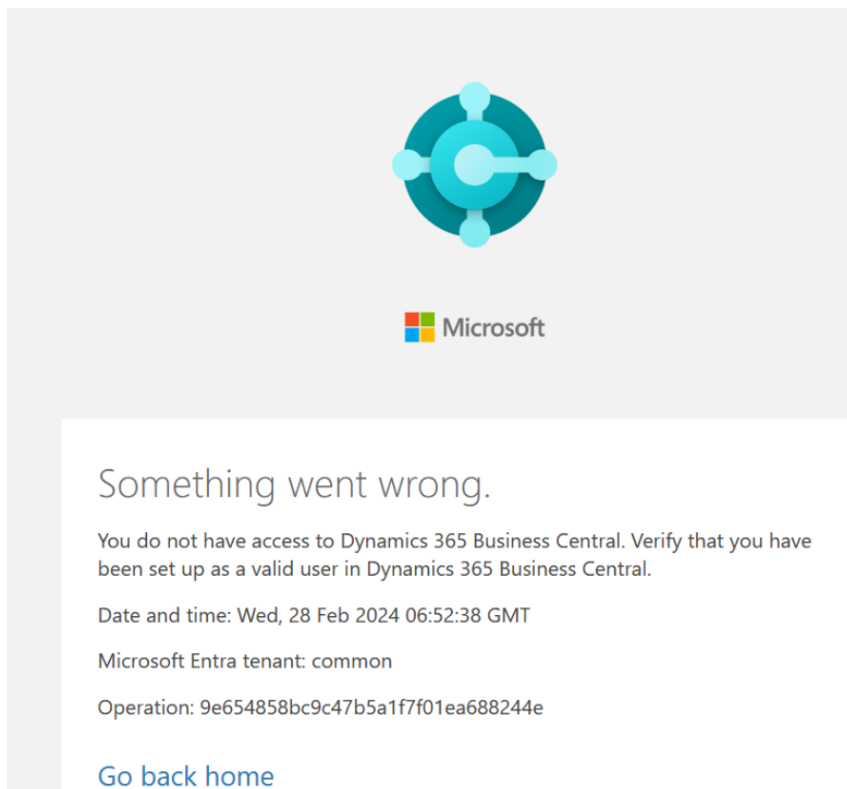 Microsoft
Something went wrong.
You do not have access to Dynamics 365 Business Central. Verify that you have
been set up as a valid user in Dynamics 365 Business Central.
Date and time: Wed, 28 Feb 2024 06:52:38 GMT
Microsoft Entra tenant: common
Operation: 9e654858bc9c47b5a1f7f01ea688244e
Go back home